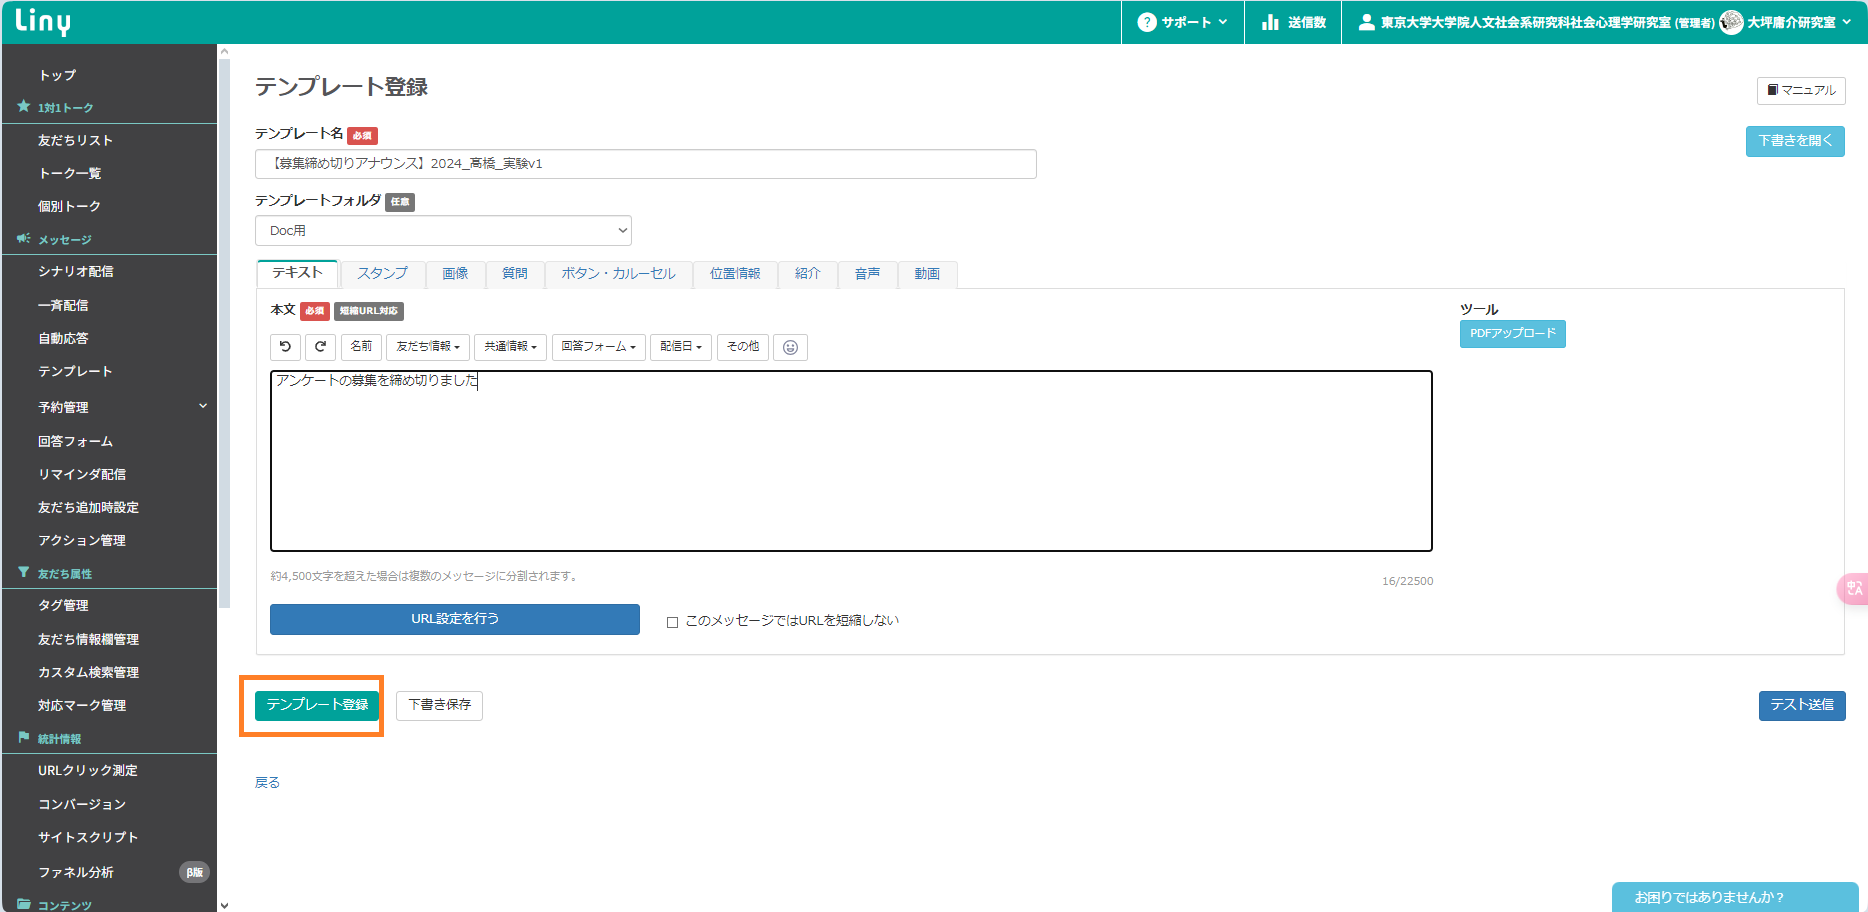 Liny
サポート
送信数
東京大学大学院人文社会系研究科社会心理学研究室 (管理者)
大坪庸介研究室
トップ
1対1トーク
友だちリスト
トーク一覧
個別トーク
メッセージ
シナリオ配信
一斉配信
自動応答
テンプレート
予約管理
回答フォーム
リマインダ配信
友だち追加時設定
アクション管理
友だち属性
タグ管理
友だち情報欄管理
カスタム検索管理
対応マーク管理
統計情報
URLクリック測定
コンバージョン
サイトスクリプト
ファネル分析 β版
コンテンツ
テンプレート登録
マニュアル
テンプレート名 必須
下書きを開く
【募集締め切りアナウンス】2024_髙橋_実験v1
テンプレートフォルダ 任意
Doc用
テキスト スタンプ 画像 質問 ボタン・カルーセル 位置情報 紹介 音声 動画
本文 必須 短縮URL対応
ツール
PDFアップロード
名前 友だち情報 共通情報 回答フォーム 配信日 その他
アンケートの募集を締め切りました
約4,500文字を超えた場合は複数のメッセージに分割されます。
16/22500
URL設定を行う
このメッセージではURLを短縮しない
テンプレート登録 下書き保存
テスト送信
戻る
中 A
お困りではありませんか？